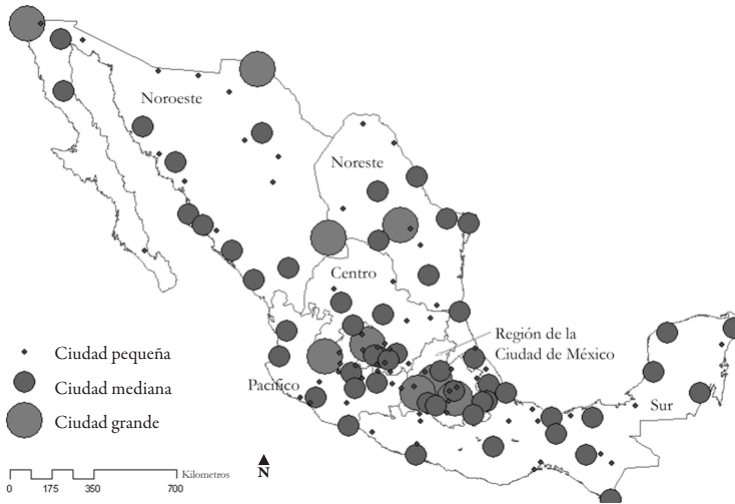 Noroeste
Noreste
Centro
Región de la
Ciudad de México
Pacífico
Sur
Ciudad pequeña
Ciudad mediana
Ciudad grande
N
Kilometros
0 175 350 700